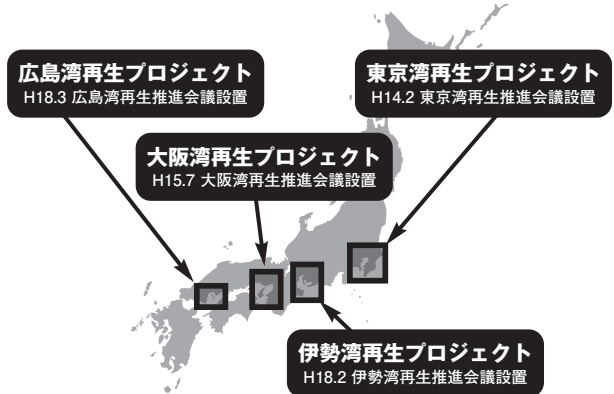 広島湾再生プロジェクト
H18.3 広島湾再生推進会議設置
東京湾再生プロジェクト
H14.2 東京湾再生推進会議設置
大阪湾再生プロジェクト
H15.7 大阪湾再生推進会議設置
伊勢湾再生プロジェクト
H18.2 伊勢湾再生推進会議設置